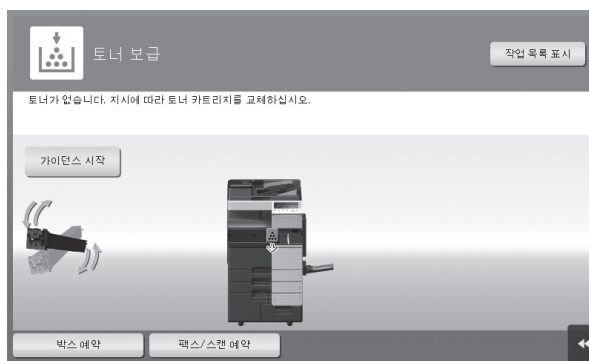 토너 보급
작업 목록 표시
토너가 없습니다. 지시에 따라 토너 카트리지를 교체하십시오.
가이던스 시작
박스 예약
팩스/스캔 예약